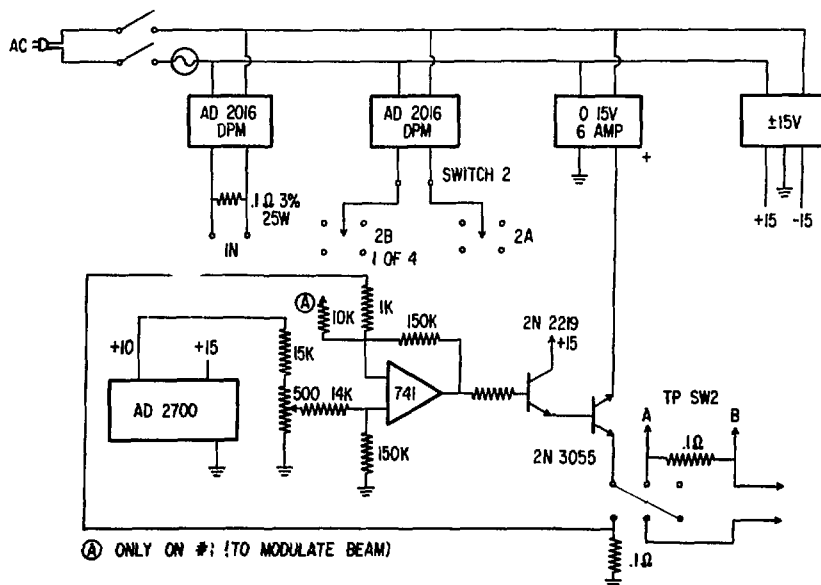 AC
AD 2016
DPM
AD 2016
DPM
0 15V
6 AMP
+
±15V
.1Ω 3%
25W
IN
SWITCH 2
2B
1 OF 4
2A
+15
-15
A
10K
1K
150K
2N 2219
+15
+10
+15
15K
AD 2700
500
14K
741
150K
2N 3055
TP SW2
A
B
.1Ω
.1Ω
A ONLY ON #1 (TO MODULATE BEAM)